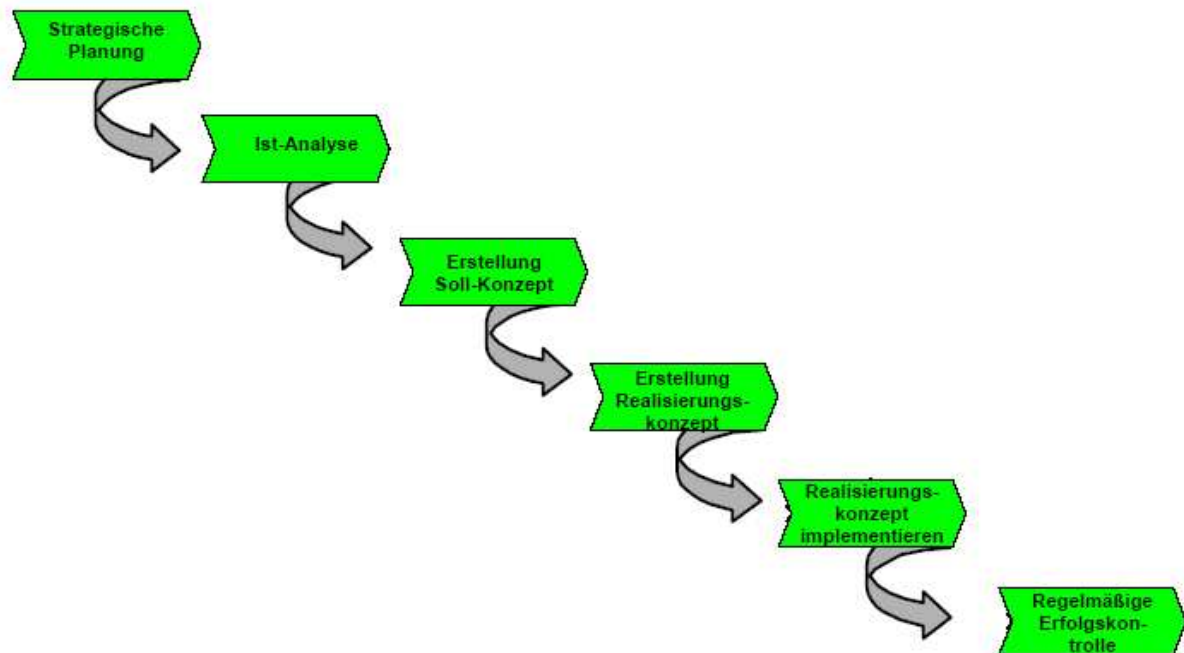 Strategische
Planung
Ist-Analyse
Erstellung
Soll-Konzept
Erstellung
Realisierungs-
konzept
Realisierungs-
konzept
implementieren
Regelmäßige
Erfolgskon-
trolle